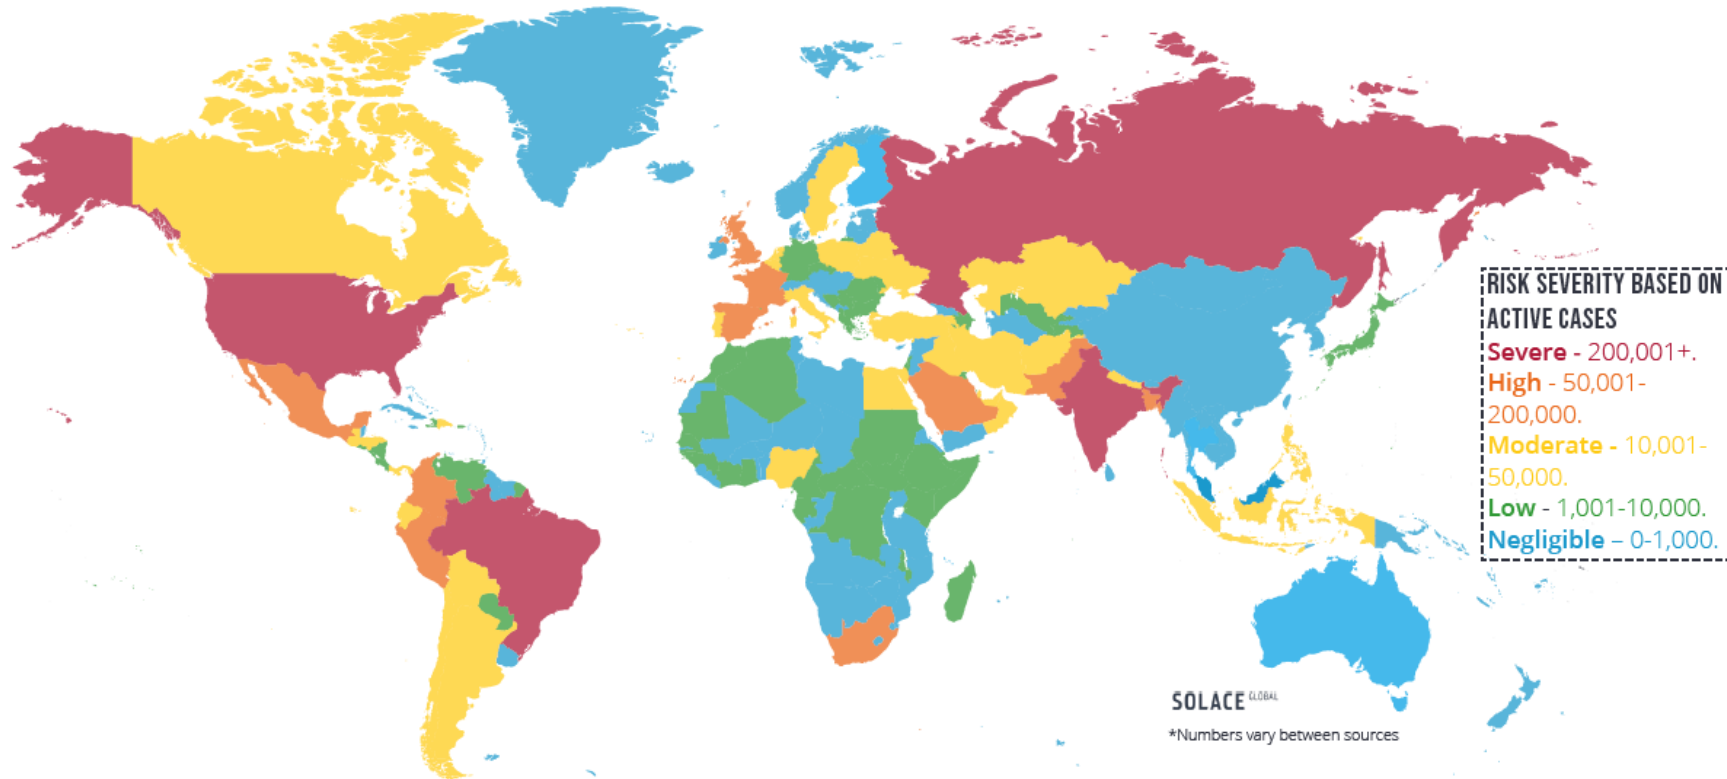 RISK SEVERITY BASED ON
ACTIVE CASES
Severe - 200,001+.
High - 50,001-
200,000.
Moderate - 10,001-
50,000.
Low - 1,001-10,000.
Negligible – 0-1,000.
SOLACE GLOBAL
*Numbers vary between sources